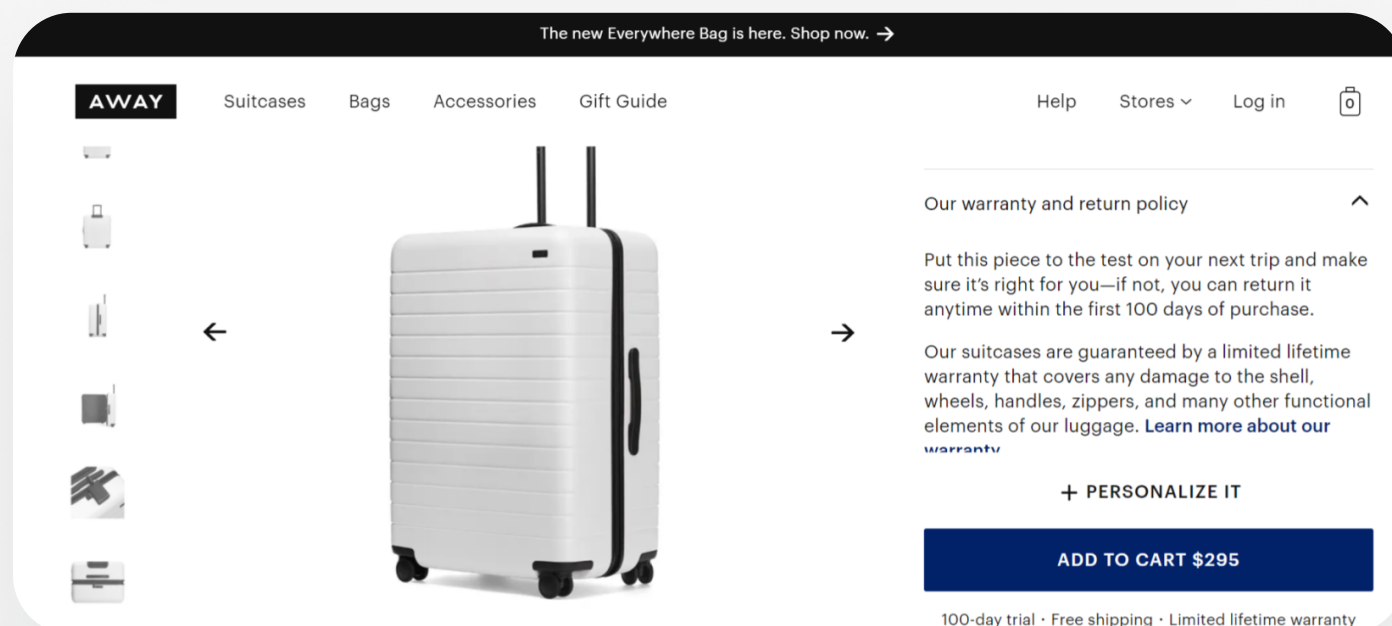 The new Everywhere Bag is here. Shop now. →
AWAY
Suitcases Bags Accessories Gift Guide
Help Stores Log in 0
Our warranty and return policy
Put this piece to the test on your next trip and make
sure it's right for you—if not, you can return it
anytime within the first 100 days of purchase.
Our suitcases are guaranteed by a limited lifetime
warranty that covers any damage to the shell,
wheels, handles, zippers, and many other functional
elements of our luggage. Learn more about our
warranty
+ PERSONALIZE IT
ADD TO CART $295
100-day trial · Free shipping · Limited lifetime warranty